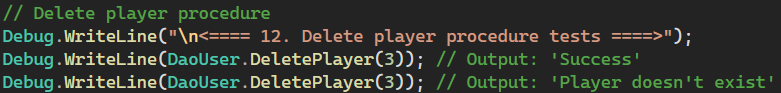 // Delete player procedure
Debug.WriteLine("\n<==== 12. Delete player procedure tests ====>");
Debug.WriteLine(DaoUser.DeletePlayer(3)); // Output: 'Success'
Debug.WriteLine(DaoUser.DeletePlayer(3)); // Output: 'Player doesn't exist'